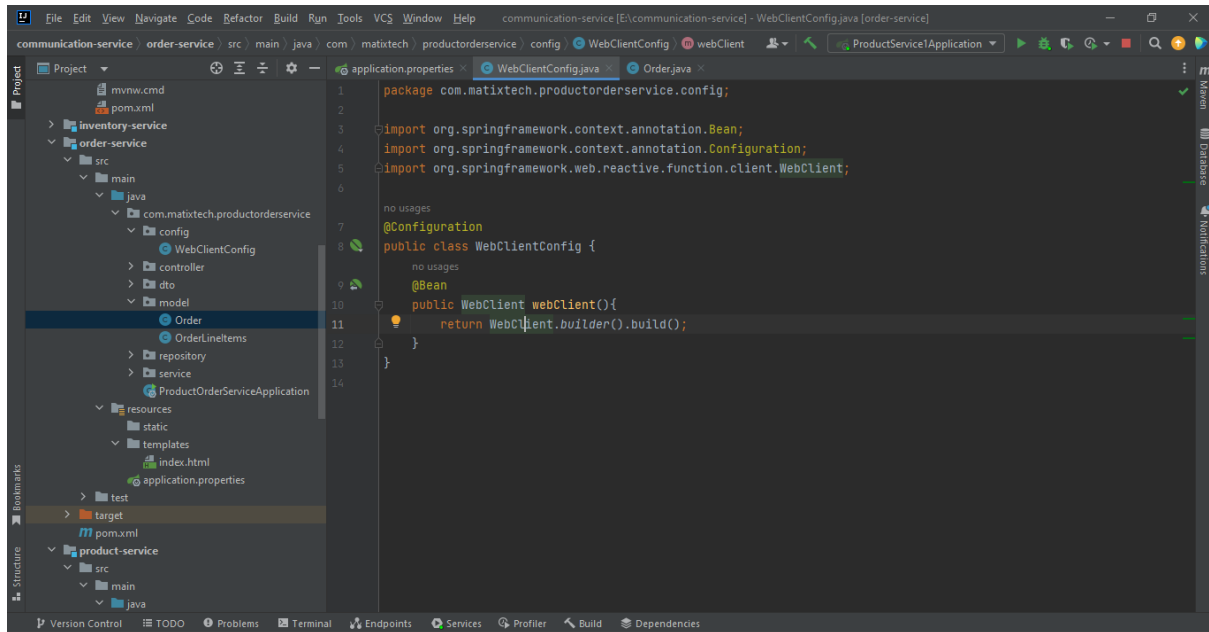 File Edit View Navigate Code Refactor Build Run Tools VCS Window Help communication-service [E:\communication-service] - WebClientConfig.java [order-service]
communication-service order-service src main java com matixtech productorderservice config WebClientConfig webClient ProductService1Application
Project
application.properties WebClientConfig.java Order.java
mvnw.cmd
pom.xml
inventory-service
order-service
src
main
java
com.matixtech.productorderservice
config
WebClientConfig
controller
dto
model
Order
OrderLineItems
repository
service
ProductOrderServiceApplication
resources
static
templates
index.html
application.properties
test
target
pom.xml
product-service
src
main
java
1 package com.matixtech.productorderservice.config;
2
3 import org.springframework.context.annotation.Bean;
4 import org.springframework.context.annotation.Configuration;
5 import org.springframework.web.reactive.function.client.WebClient;
6
no usages
7 @Configuration
8 public class WebClientConfig {
no usages
9 @Bean
10 public WebClient webClient(){
11 return WebClient.builder().build();
12 }
13 }
14
Project
Bookmarks
Structure
Maven
Database
Notifications
Version Control TODO Problems Terminal Endpoints Services Profiler Build Dependencies